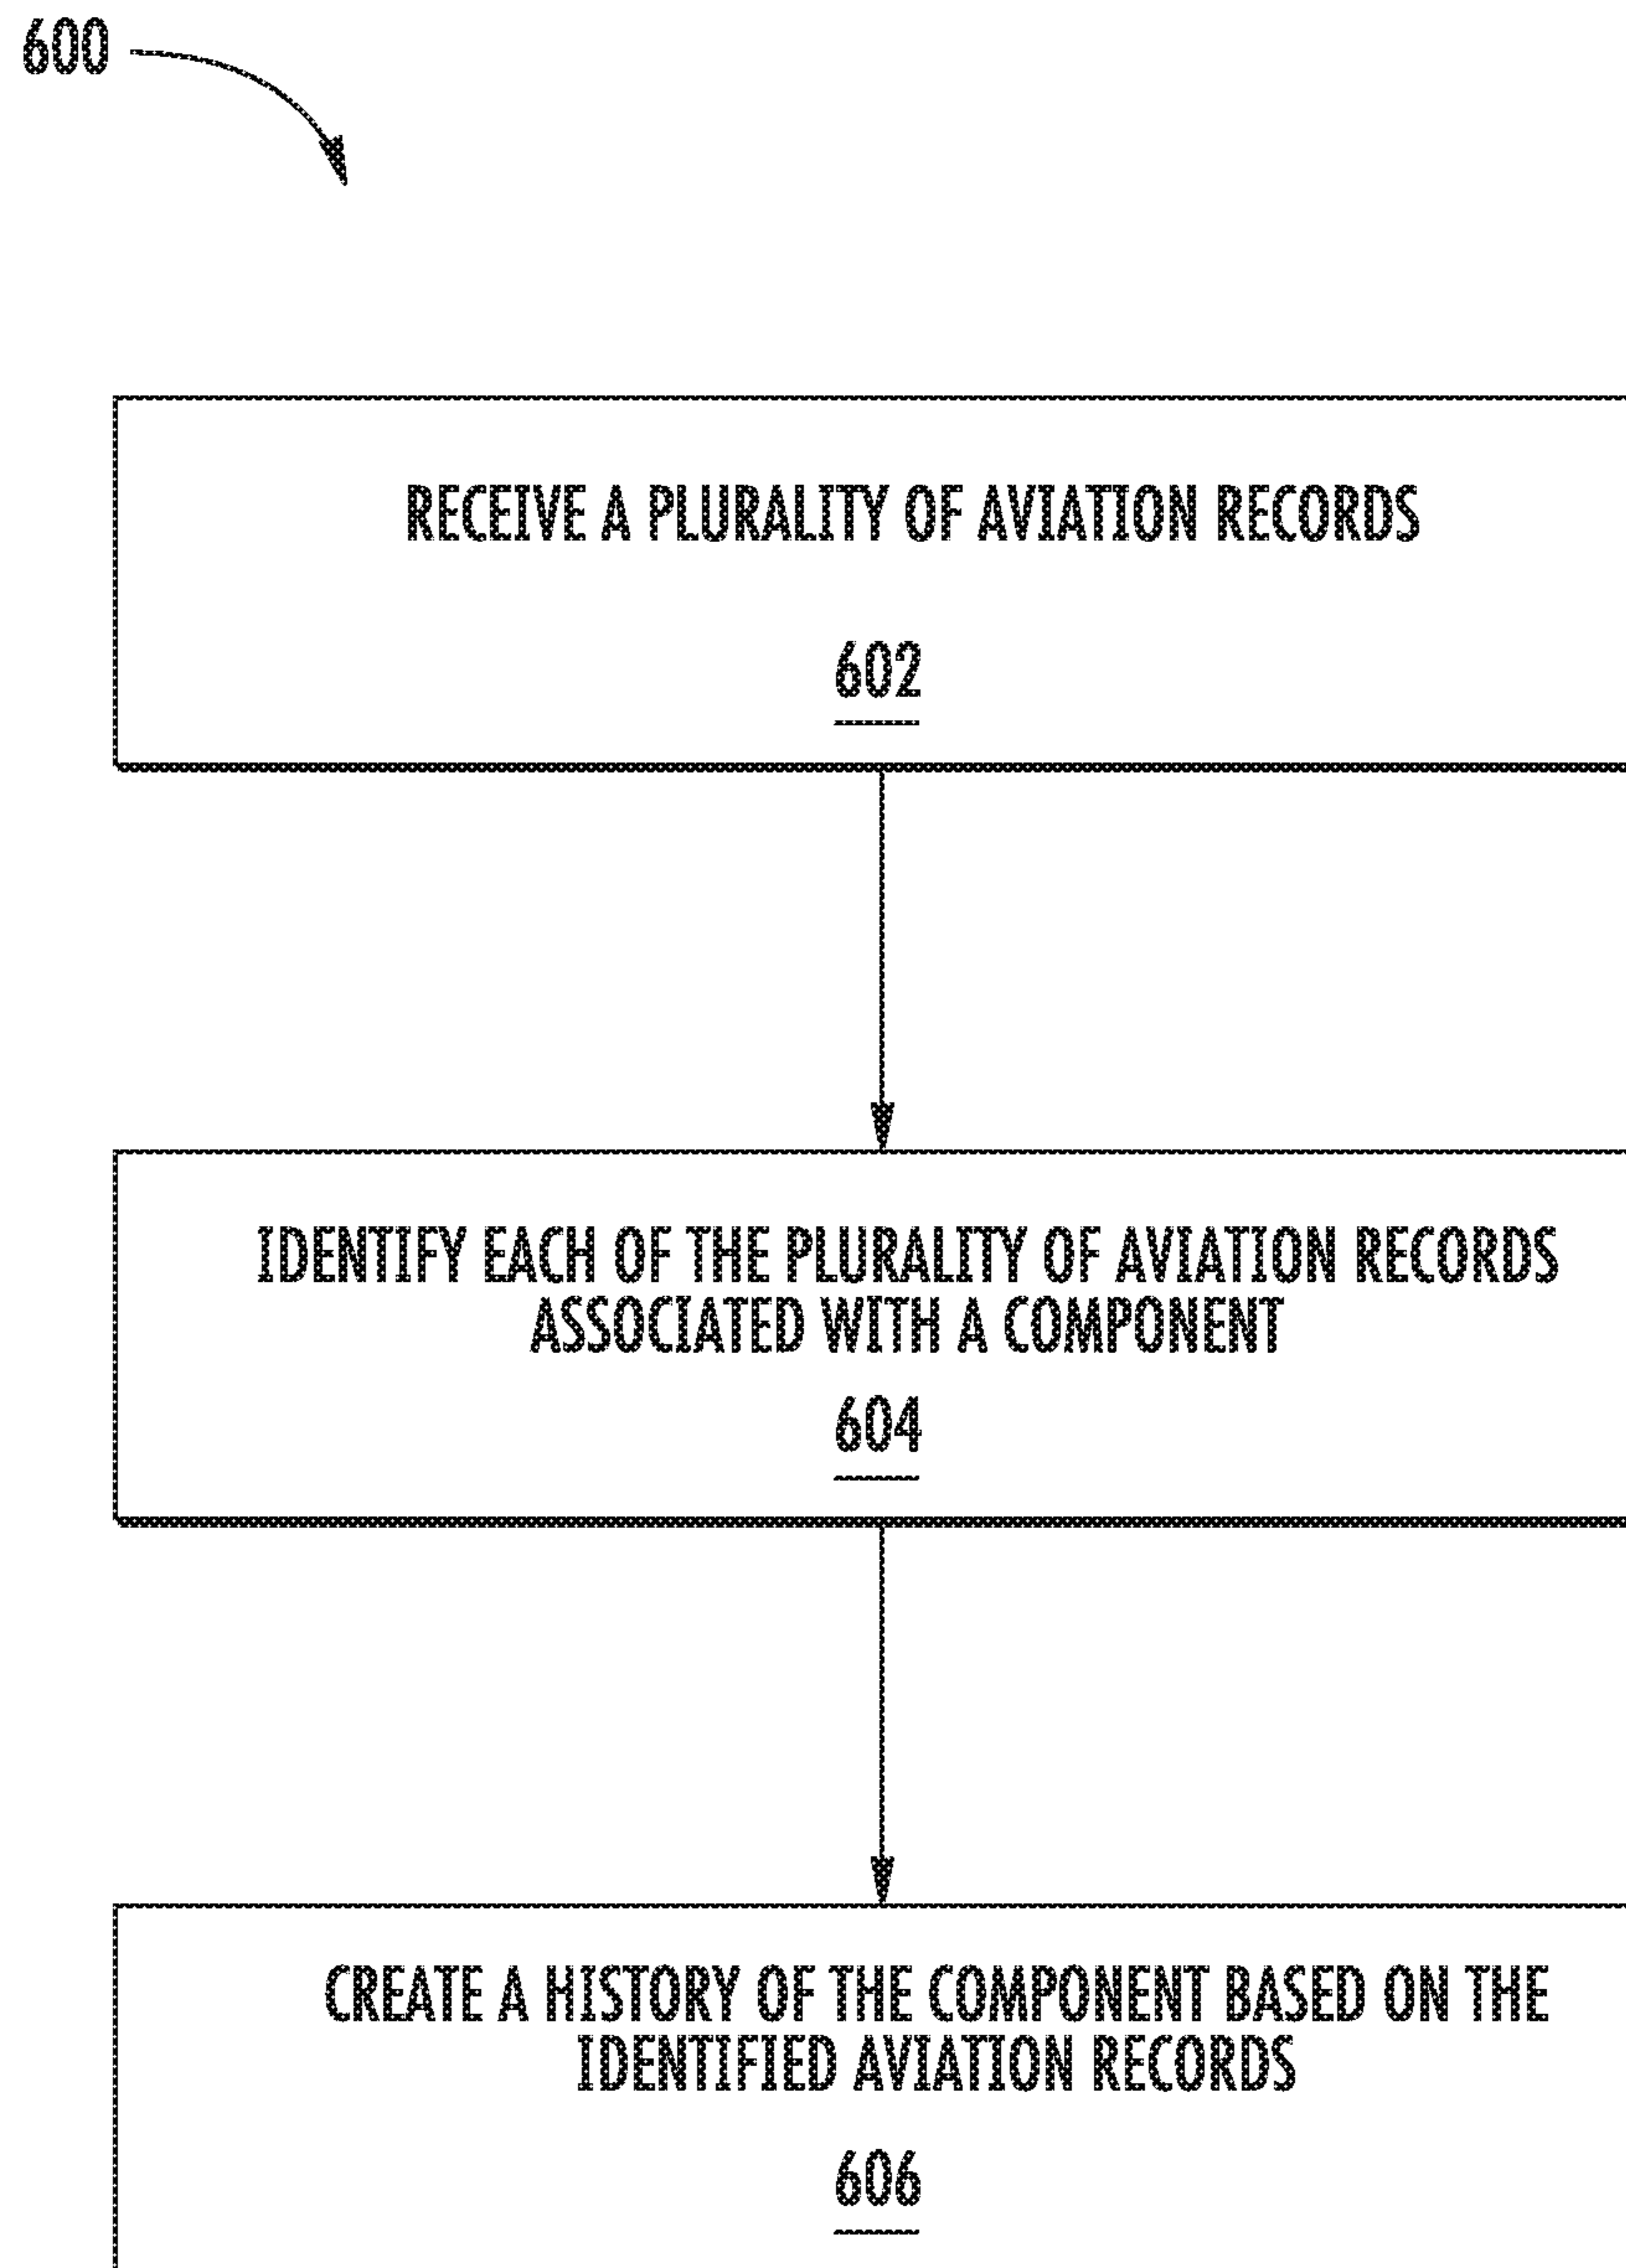 600
RECEIVE A PLURALITY OF AVIATION RECORDS
602
IDENTIFY EACH OF THE PLURALITY OF AVIATION RECORDS
ASSOCIATED WITH A COMPONENT
604
CREATE A HISTORY OF THE COMPONENT BASED ON THE
IDENTIFIED AVIATION RECORDS
606